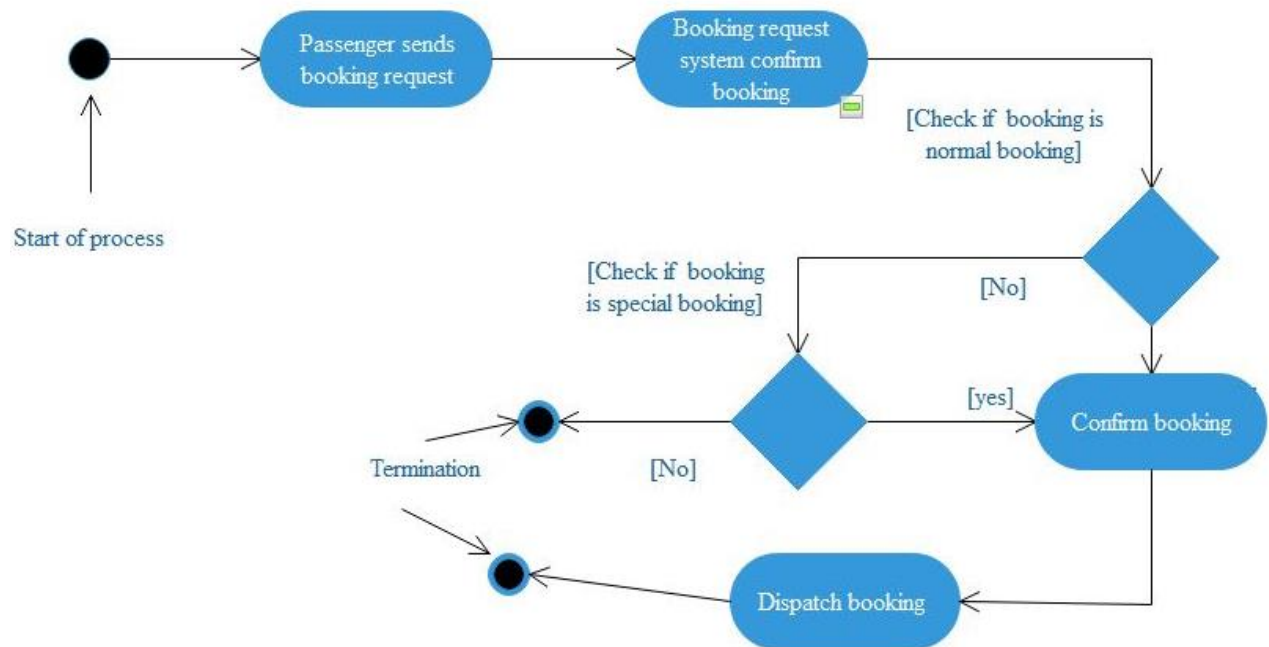 Passenger sends
booking request
Booking request
system confirm
booking
[Check if booking is
normal booking]
Start of process
[Check if booking
is special booking]
[No]
[yes]
Confirm booking
Termination
[No]
Dispatch booking